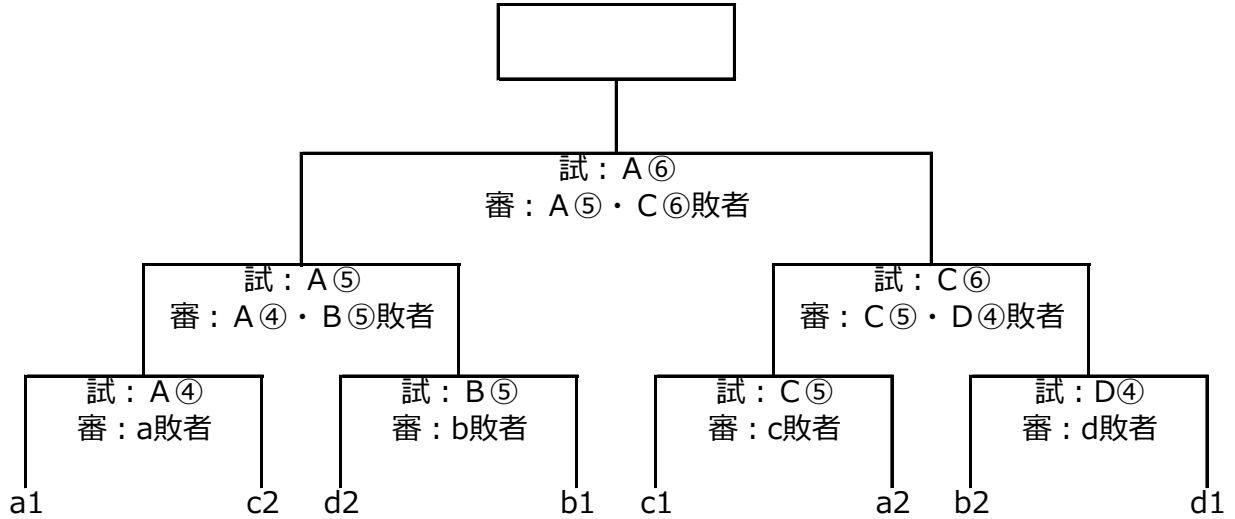 試：A⑥
審：A⑤・C⑥敗者
試：A⑤
審：A④・B⑤敗者
試：C⑥
審：C⑤・D④敗者
試：A④
審：a敗者
試：B⑤
審：b敗者
試：C⑤
審：c敗者
試：D④
審：d敗者
a1 c2 d2 b1 c1 a2 b2 d1